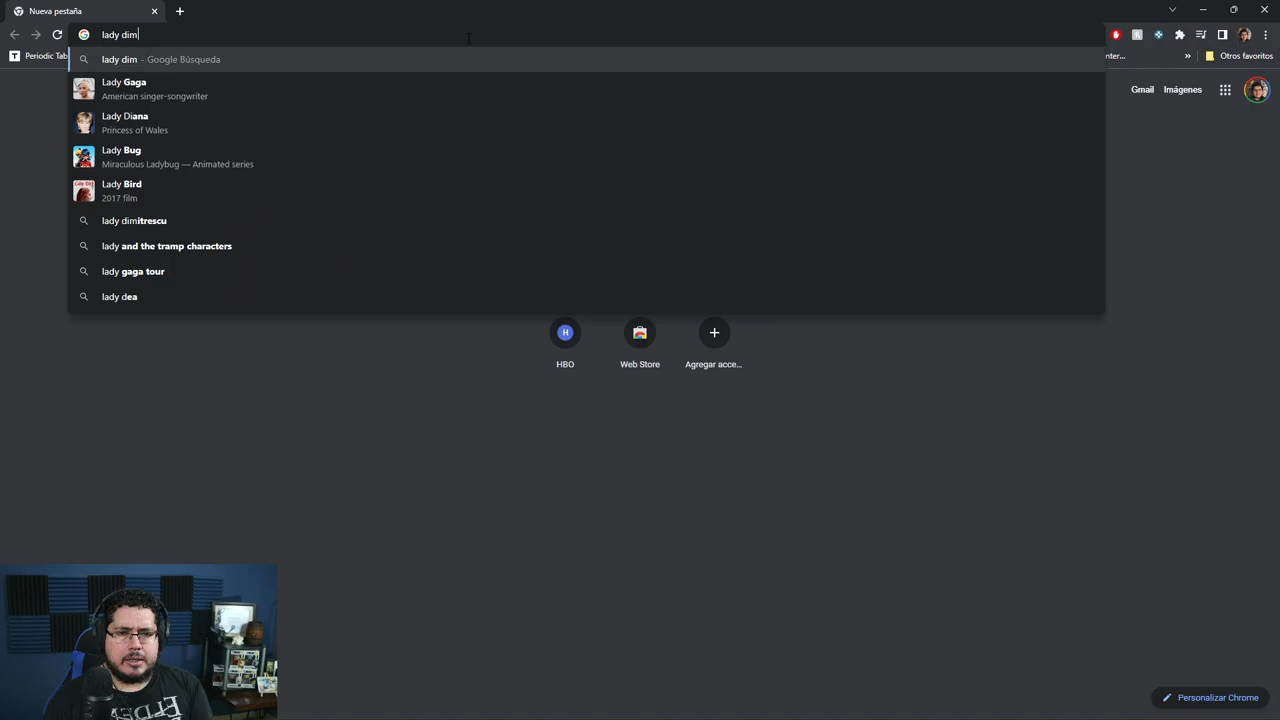 Nueva pestaña
lady dim
Periodic Tab
nter...
»
Otros favoritos
lady dim - Google Búsqueda
Lady Gaga
American singer-songwriter
Gmail
Imágenes
Lady Diana
Princess of Wales
Lady Bug
Miraculous Ladybug — Animated series
Lady Bird
2017 film
lady dimitrescu
lady and the tramp characters
lady gaga tour
lady dea
H
HBO
Web Store
Agregar acce...
Personalizar Chrome